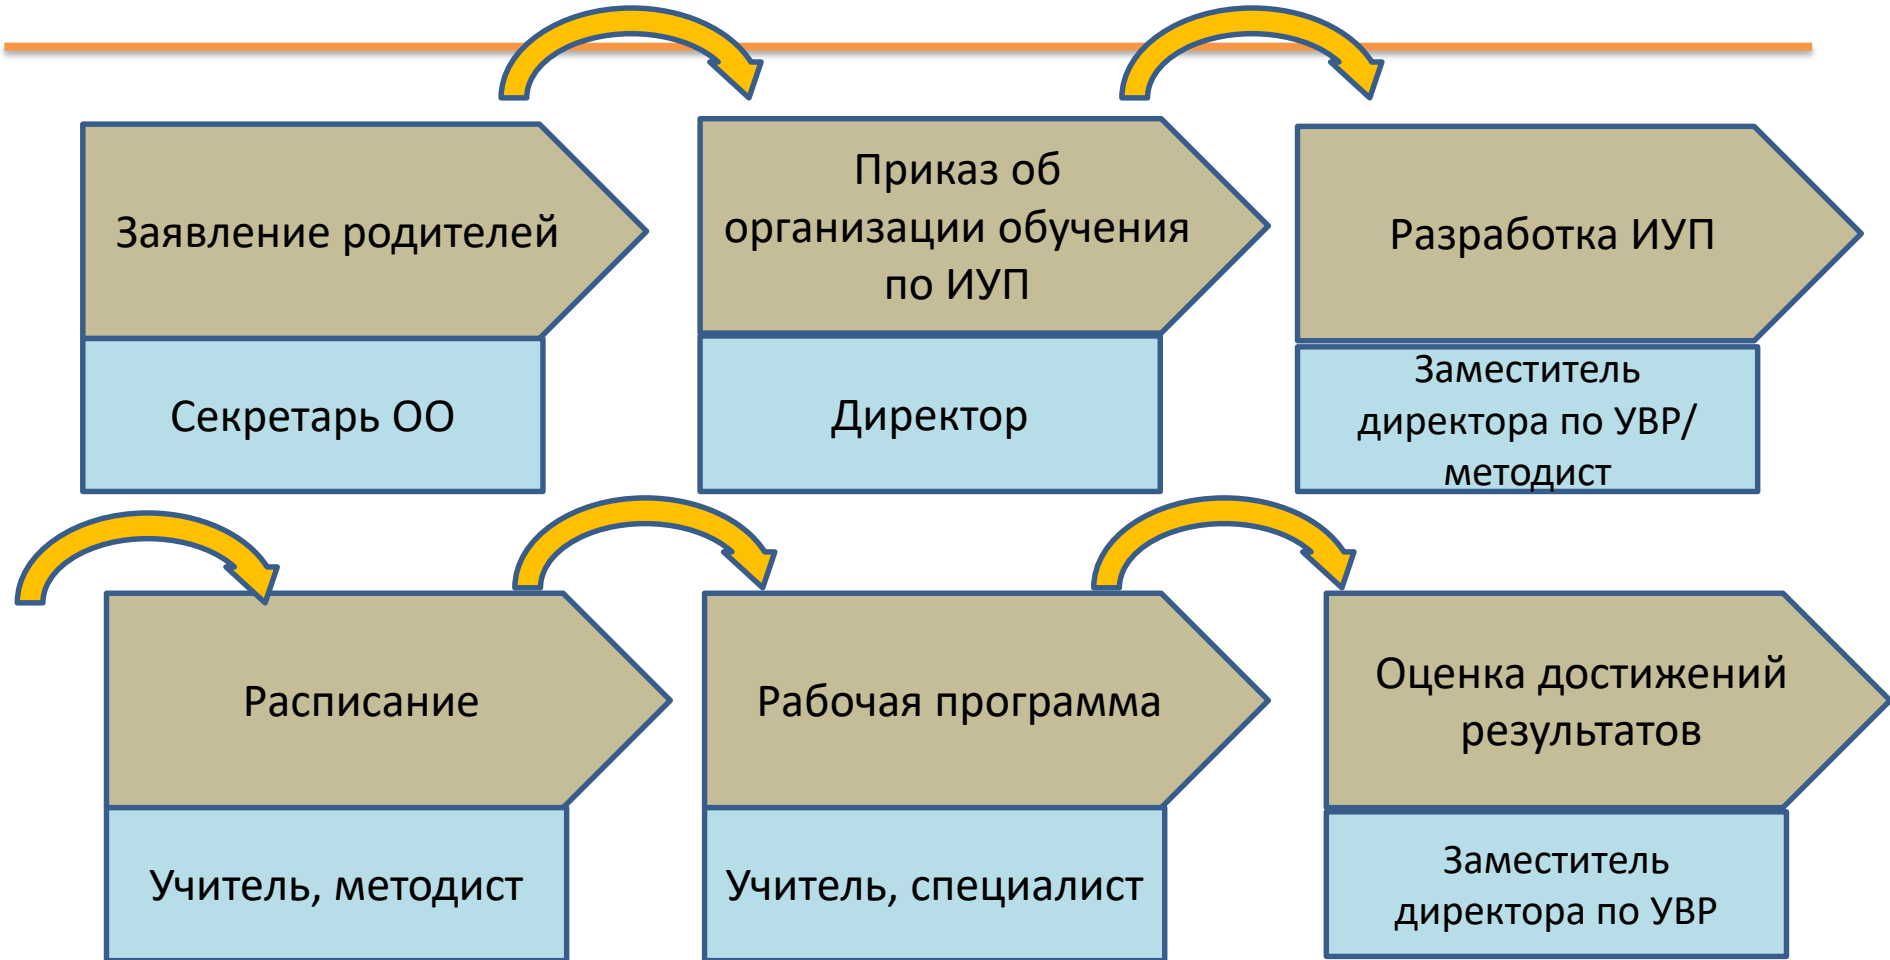 Заявление родителей
Приказ об
организации обучения
по ИУП
Разработка ИУП
Секретарь ОО
Директор
Заместитель
директора по УВР/
методист
Расписание
Рабочая программа
Оценка достижений
результатов
Учитель, методист
Учитель, специалист
Заместитель
директора по УВР